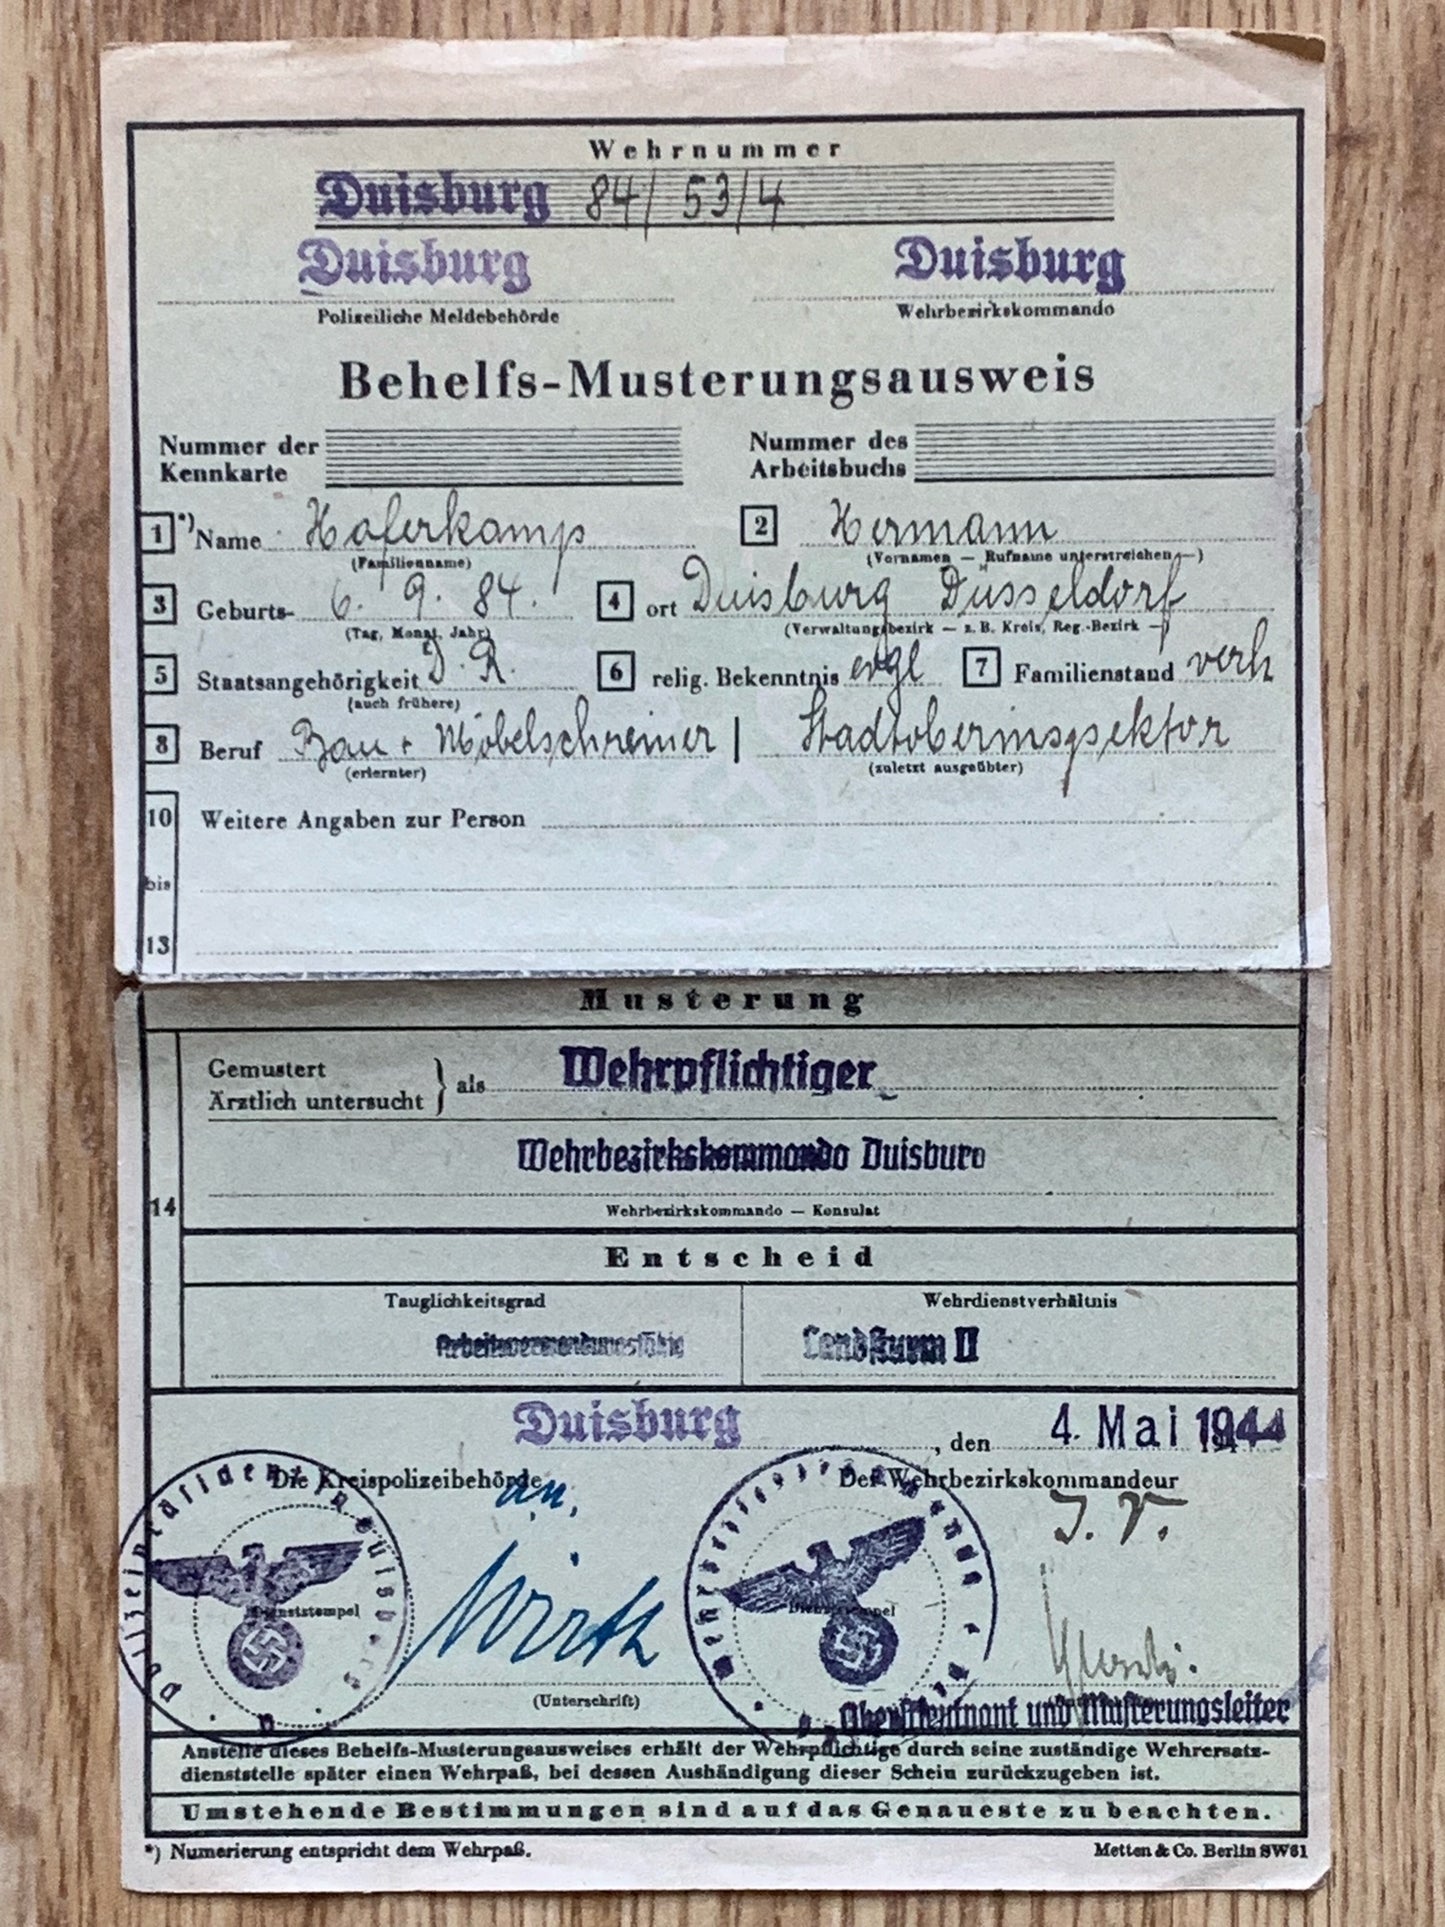 Wehrnummer
Duisburg 84/53/4
Duisburg Duisburg
Polizeiliche Meldebehörde Wehrbezirkskommando
Behelfs-Musterungsausweis
Nummer der Nummer des
Kennkarte Arbeitsbuchs
1 *) Name Haferkamp 2 Hermann
(Familienname) (Vornamen — Rufname unterstreichen —)
3 Geburts- 6. 9. 84. 4 ort Duisburg Düsseldorf
(Tag, Monat, Jahr) (Verwaltungsbezirk — z. B. Kreis, Reg.-Bezirk —)
5 Staatsangehörigkeit D. R. 6 relig. Bekenntnis evgl 7 Familienstand verh
(auch frühere)
8 Beruf Bau + Möbelschreiner | Stadtoberinspektor
(erlernter) (zuletzt ausgeübter)
10 Weitere Angaben zur Person
bis
13
Musterung
Gemustert
Ärztlich untersucht } als Wehrpflichtiger
Wehrbezirkskommando Duisburg
14 Wehrbezirkskommando — Konsulat
Entscheid
Tauglichkeitsgrad Wehrdienstverhältnis
Arbeitsverwendungsfähig Landsturm II
Duisburg, den 4. Mai 1944
Die Kreispolizeibehörde Der Wehrbezirkskommandeur
I. V.
Dienststempel Wirth Dienststempel
(Unterschrift)
Oberstleutnant und Musterungsleiter
Anstelle dieses Behelfs-Musterungsausweises erhält der Wehrpflichtige durch seine zuständige Wehrersatz-
dienststelle später einen Wehrpaß, bei dessen Aushändigung dieser Schein zurückzugeben ist.
Umstehende Bestimmungen sind auf das Genaueste zu beachten.
*) Numerierung entspricht dem Wehrpaß. Metten & Co. Berlin SW61